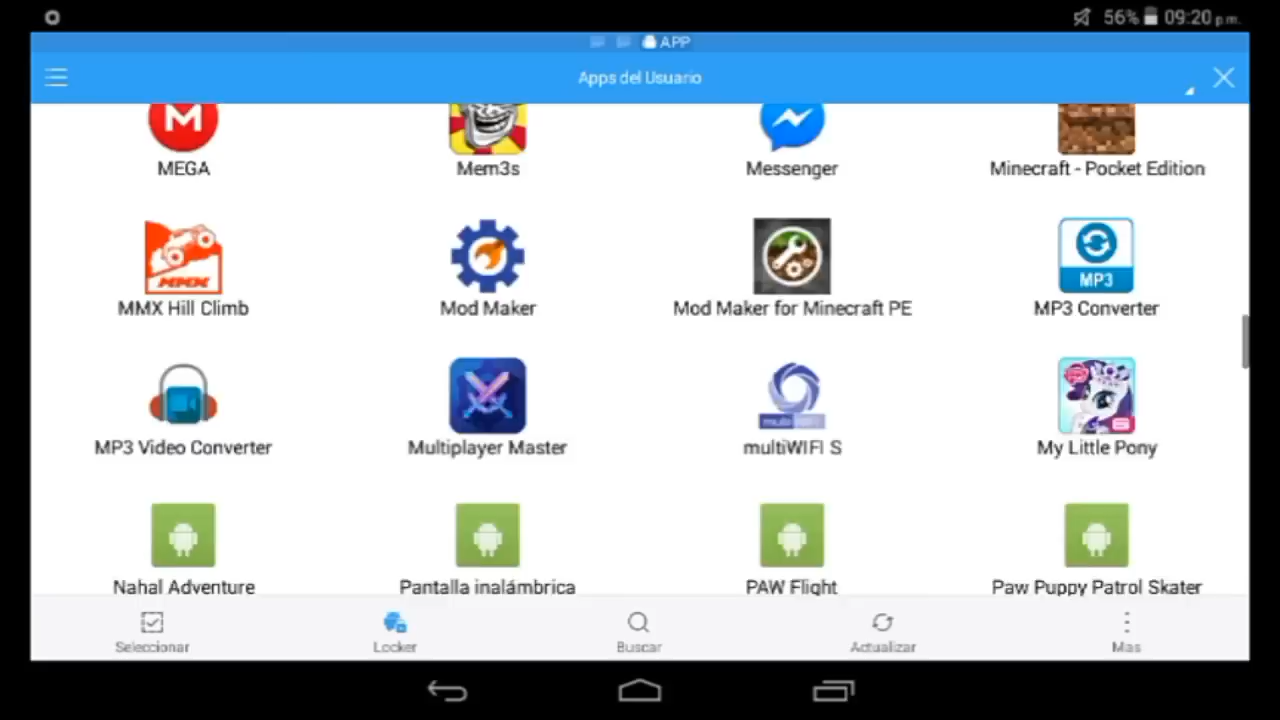 56% 09:20 p.m.
APP
Apps del Usuario
M
MEGA
Mem3s
Messenger
Minecraft - Pocket Edition
MMX
MP3
MMX Hill Climb
Mod Maker
Mod Maker for Minecraft PE
MP3 Converter
MP3 Video Converter
Multiplayer Master
multiWIFI S
My Little Pony
Nahal Adventure
Pantalla inalámbrica
PAW Flight
Paw Puppy Patrol Skater
Seleccionar
Locker
Buscar
Actualizar
Mas